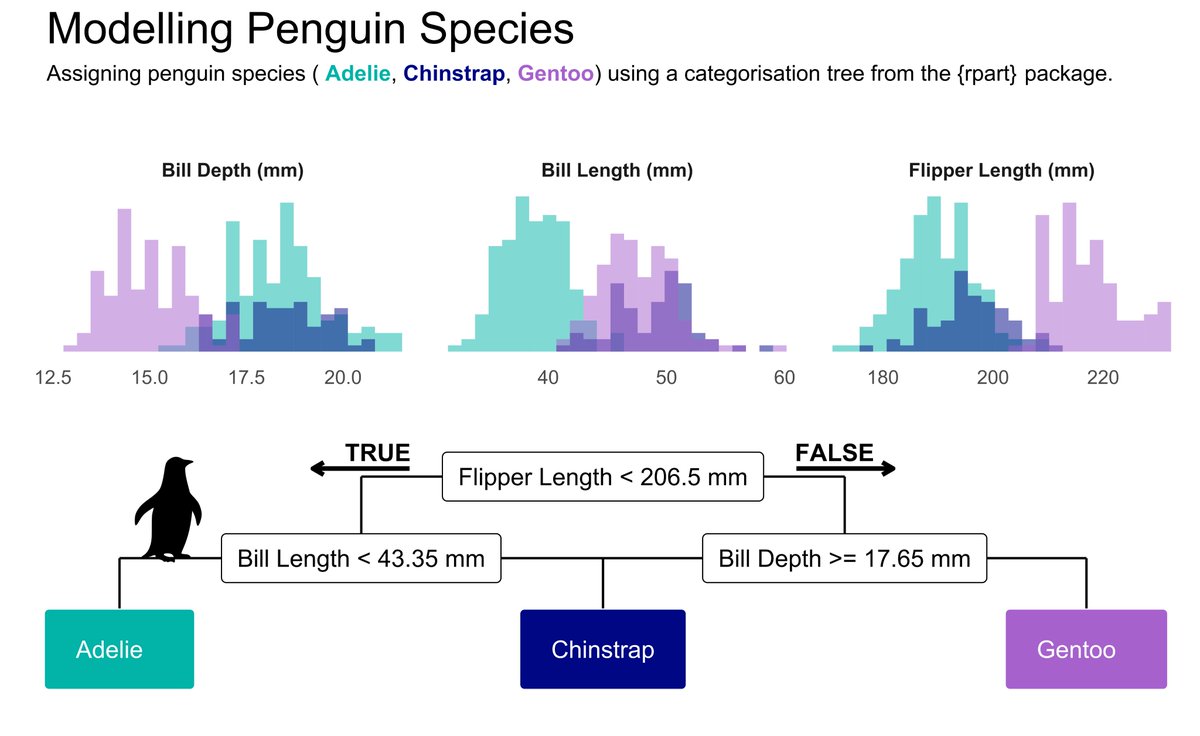 Modelling Penguin Species
Assigning penguin species ( Adelie, Chinstrap, Gentoo) using a categorisation tree from the {rpart} package.
Bill Depth (mm)
Bill Length (mm)
Flipper Length (mm)
12.5 15.0 17.5 20.0
40 50 60
180 200 220
TRUE
FALSE
Flipper Length < 206.5 mm
Bill Length < 43.35 mm
Bill Depth >= 17.65 mm
Adelie
Chinstrap
Gentoo